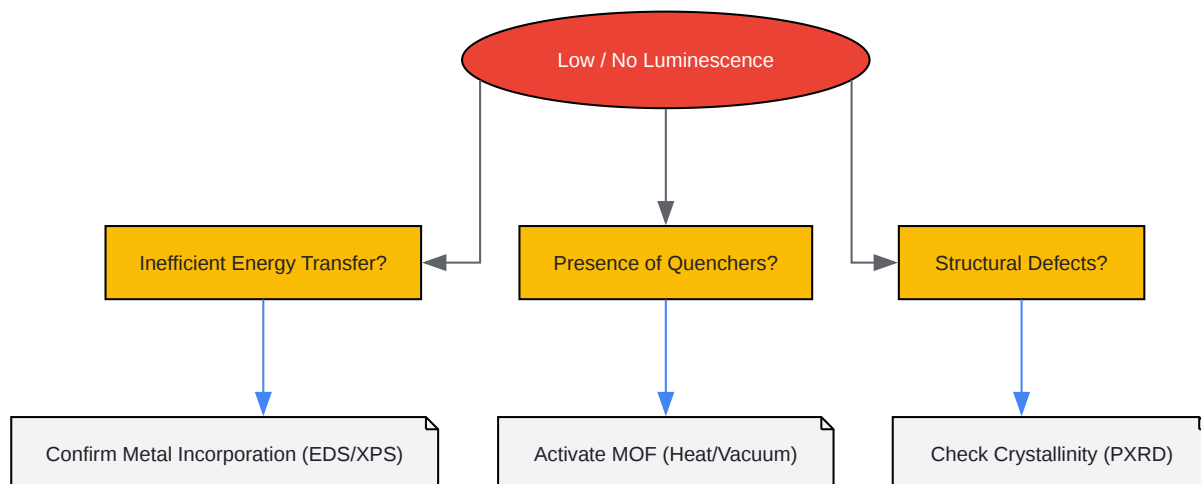 Low / No Luminescence
Inefficient Energy Transfer?
Presence of Quenchers?
Structural Defects?
Confirm Metal Incorporation (EDS/XPS)
Activate MOF (Heat/Vacuum)
Check Crystallinity (PXRD)